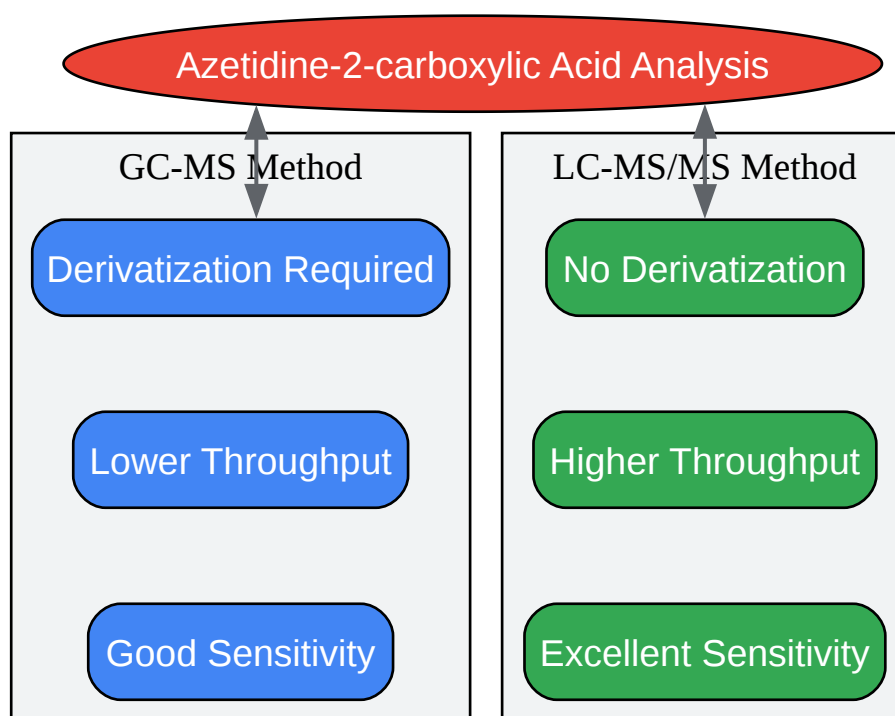 Azetidine-2-carboxylic Acid Analysis
GC-MS Method
Derivatization Required
Lower Throughput
Good Sensitivity
LC-MS/MS Method
No Derivatization
Higher Throughput
Excellent Sensitivity